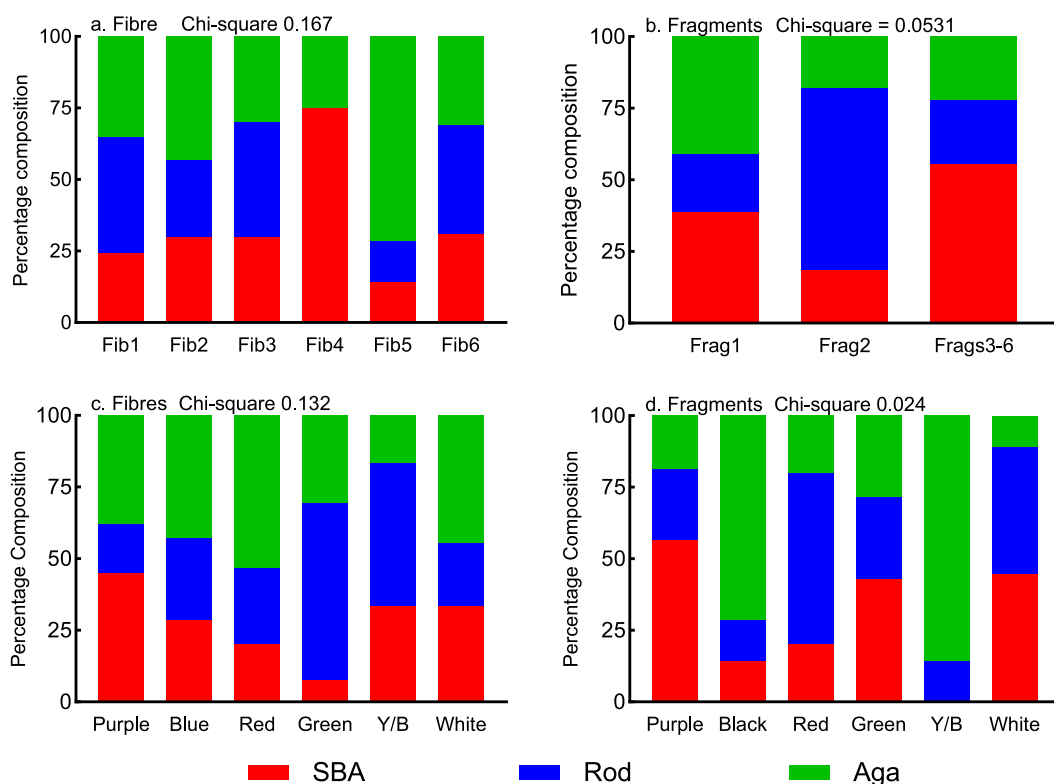 a. Fibre Chi-square 0.167
Percentage composition
100
75
50
25
0
Fib1 Fib2 Fib3 Fib4 Fib5 Fib6
b. Fragments Chi-square = 0.0531
Percentage composition
100
75
50
25
0
Frag1 Frag2 Frags3-6
c. Fibres Chi-square 0.132
Percentage Composition
100
75
50
25
0
Purple Blue Red Green Y/B White
d. Fragments Chi-square 0.024
Percentage Composition
100
75
50
25
0
Purple Black Red Green Y/B White
SBA Rod Aga